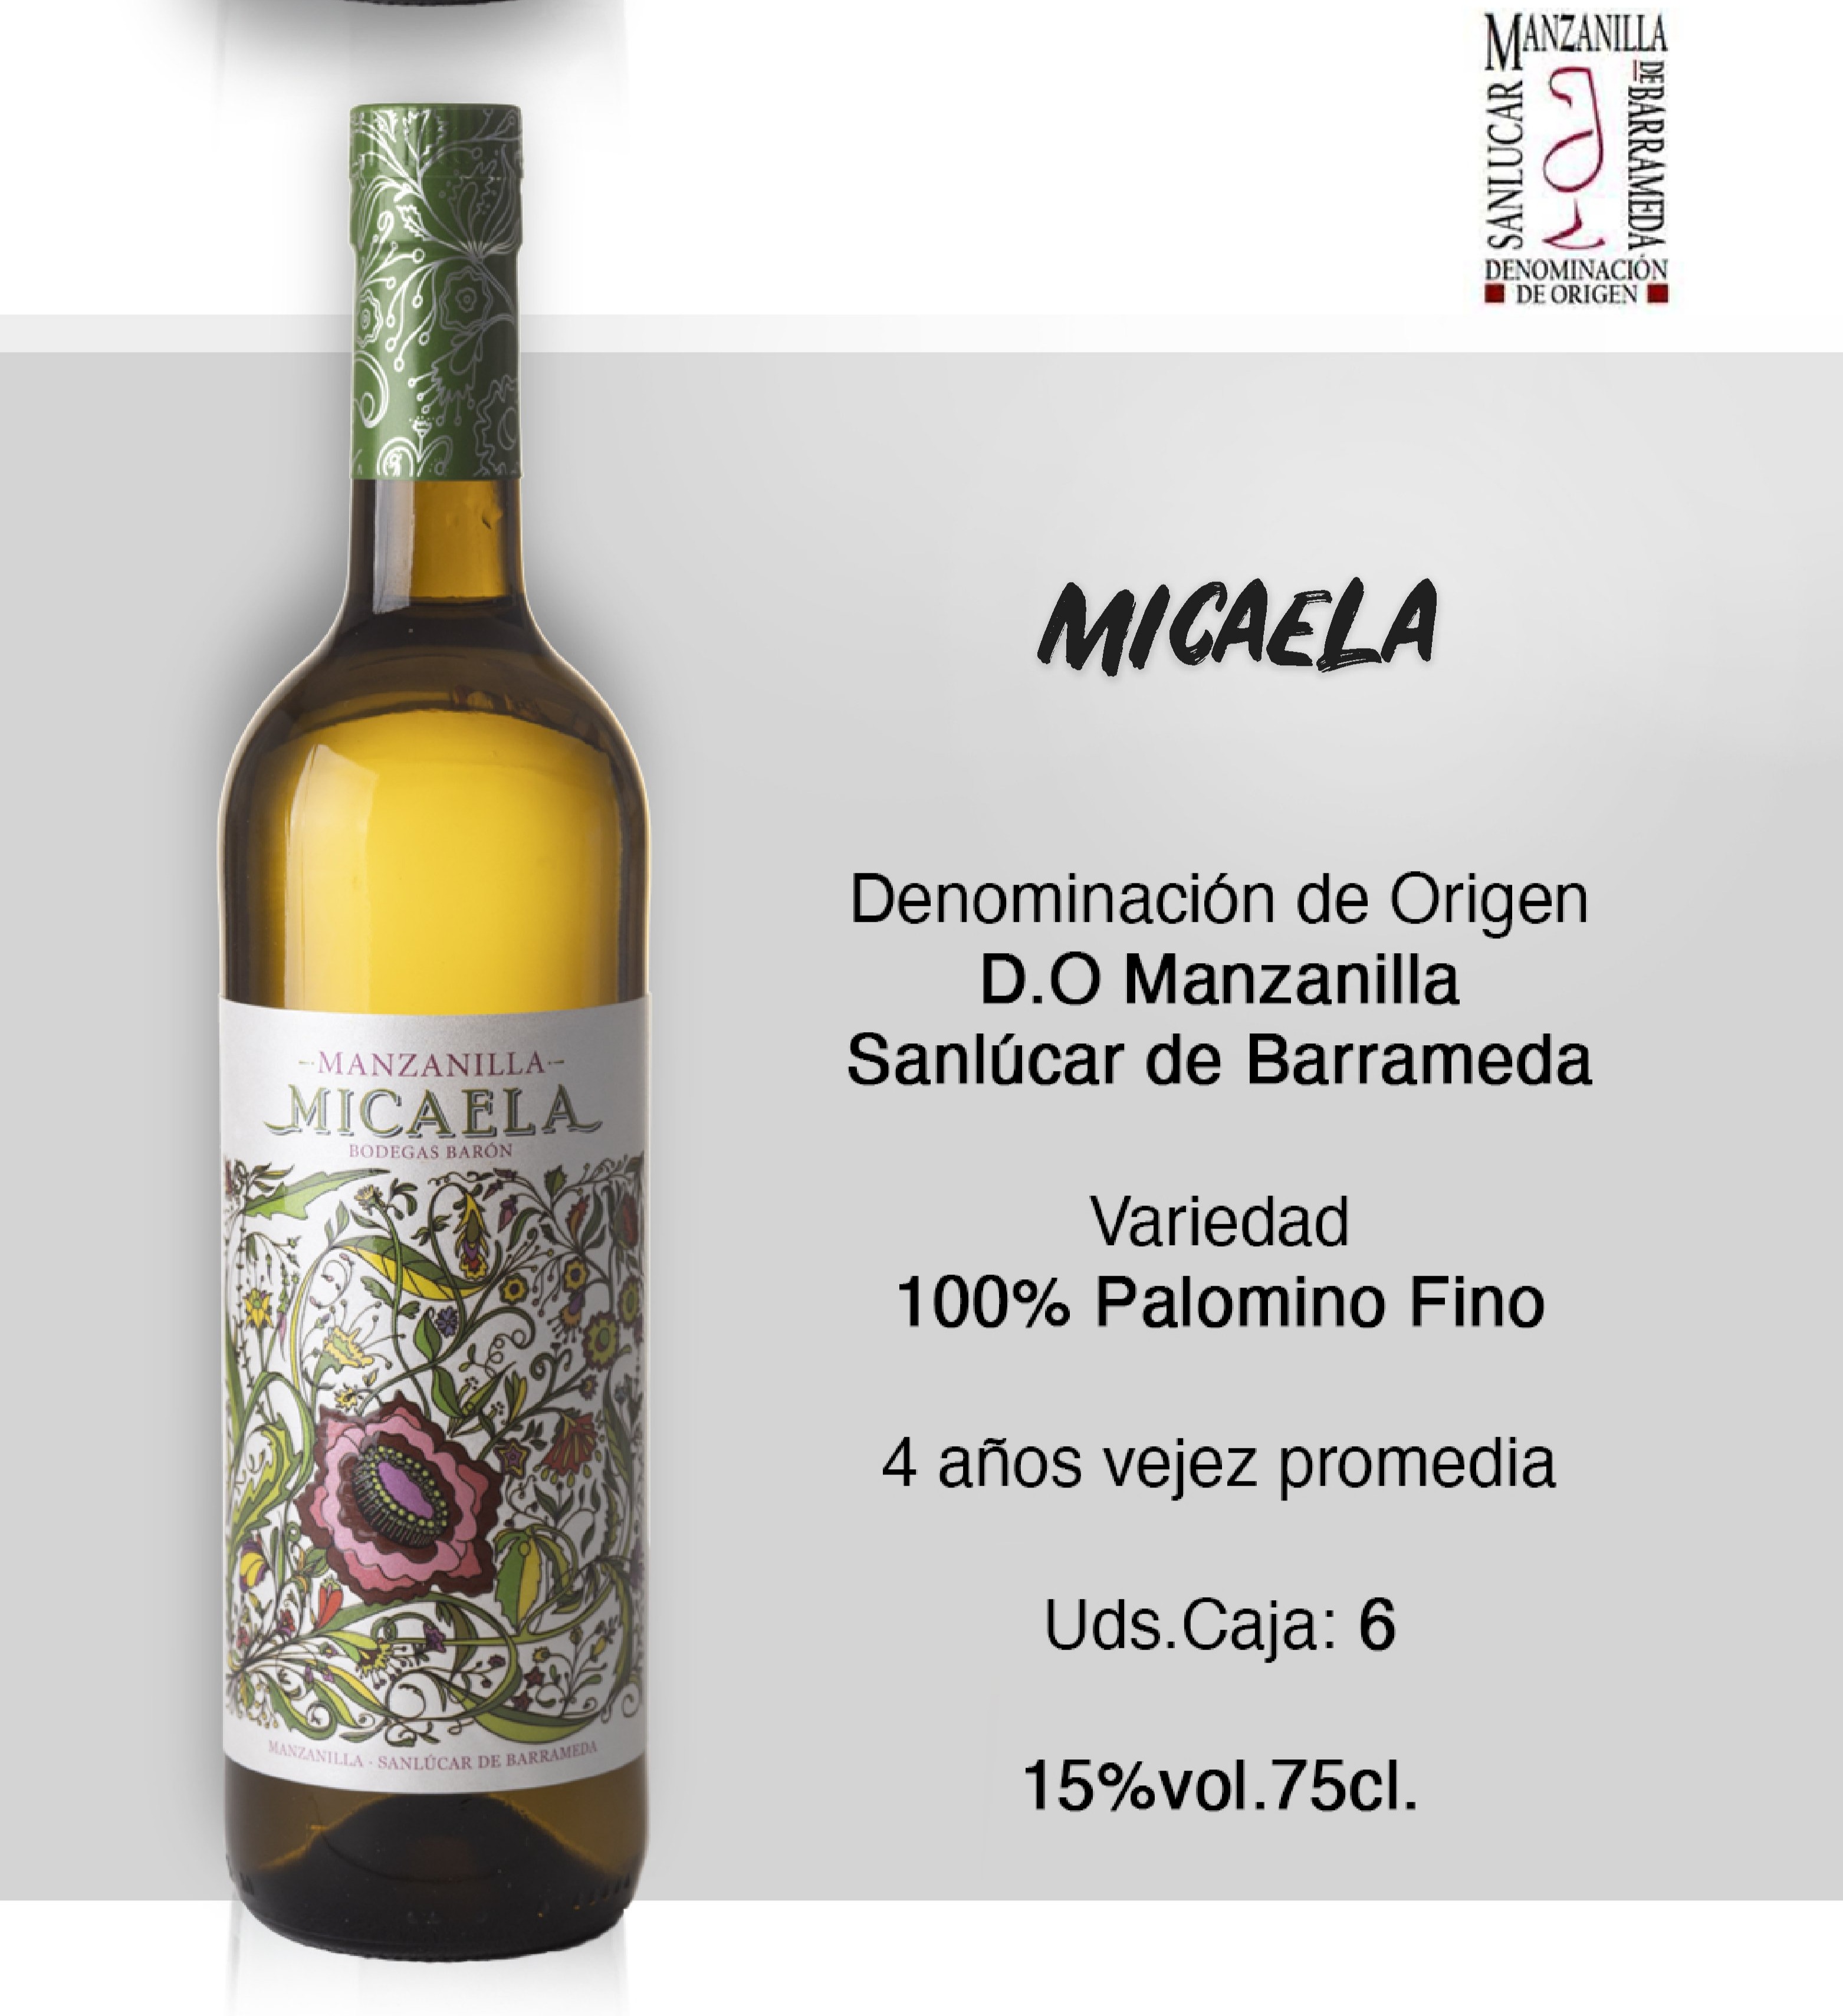 MANZANILLA
SANLUCAR
DE BARRAMEDA
DENOMINACIÓN
DE ORIGEN
MICAELA
Denominación de Origen
D.O Manzanilla
Sanlúcar de Barrameda
Variedad
100% Palomino Fino
4 años vejez promedia
Uds.Caja: 6
15%vol.75cl.
-MANZANILLA-
MICAELA
BODEGAS BARÓN
MANZANILLA - SANLÚCAR DE BARRAMEDA